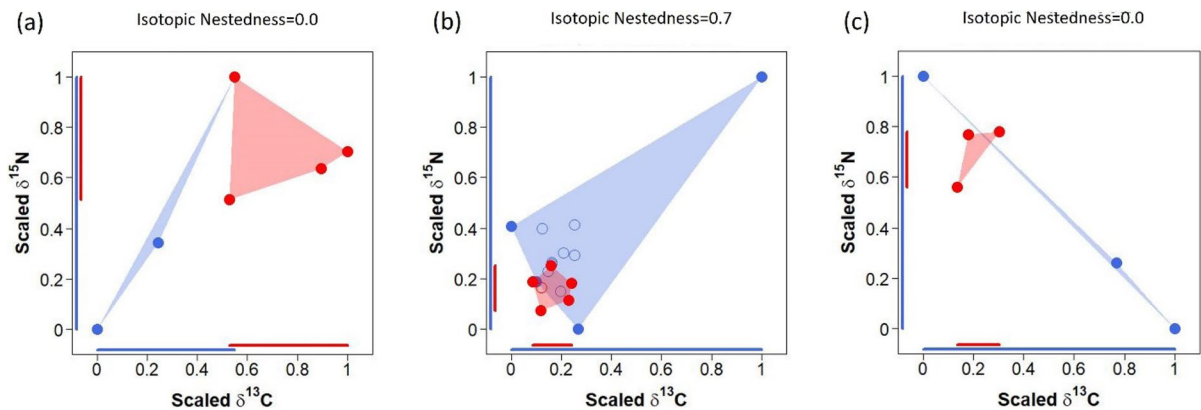 (a) Isotopic Nestedness=0.0
1
0.8
0.6
0.4
0.2
0
Scaled δ¹⁵N
0 0.2 0.4 0.6 0.8 1
Scaled δ¹³C
(b) Isotopic Nestedness=0.7
1
0.8
0.6
0.4
0.2
0
Scaled δ¹⁵N
0 0.2 0.4 0.6 0.8 1
Scaled δ¹³C
(c) Isotopic Nestedness=0.0
1
0.8
0.6
0.4
0.2
0
Scaled δ¹⁵N
0 0.2 0.4 0.6 0.8 1
Scaled δ¹³C